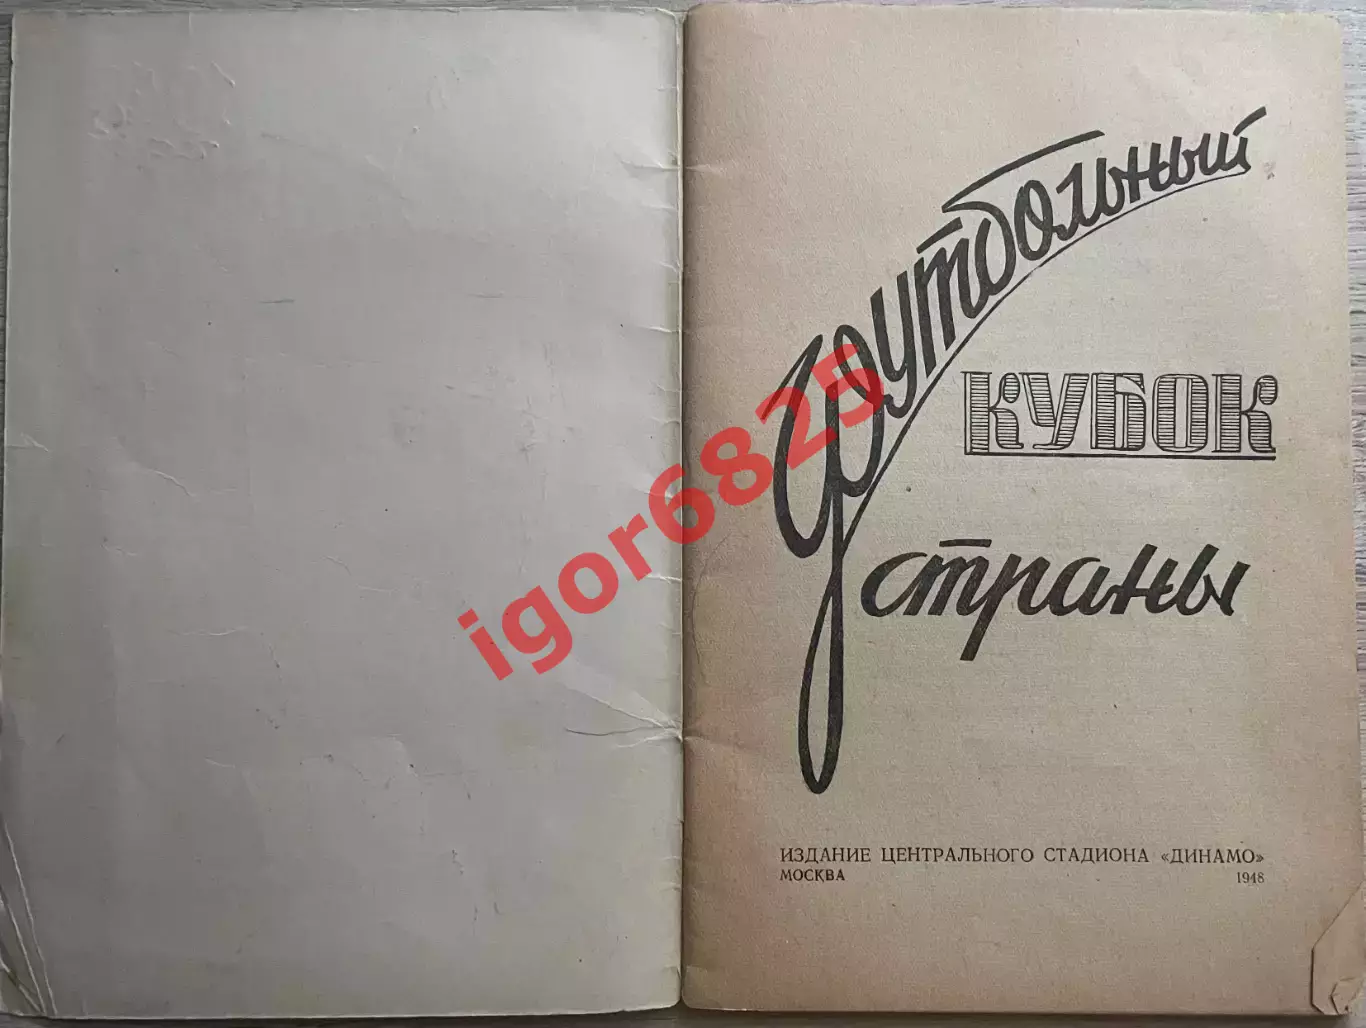 Футбольный
КУБОК
страны
igor6825
ИЗДАНИЕ ЦЕНТРАЛЬНОГО СТАДИОНА «ДИНАМО»
МОСКВА 1948